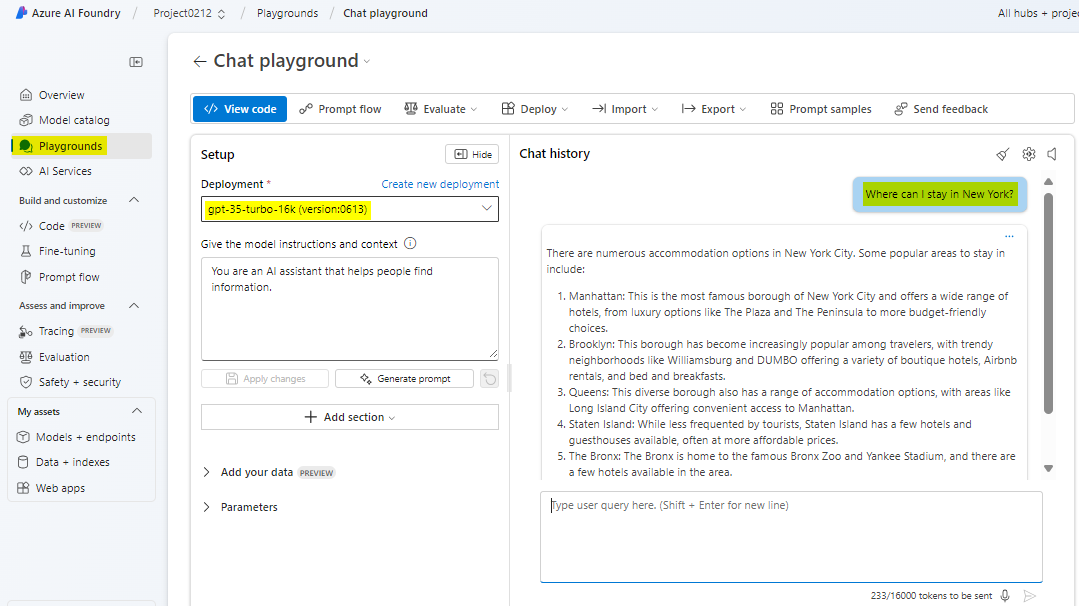 Azure AI Foundry / Project0212 / Playgrounds / Chat playground
All hubs + projec
Chat playground
Overview
Model catalog
Playgrounds
AI Services
Build and customize
Code PREVIEW
Fine-tuning
Prompt flow
Assess and improve
Tracing PREVIEW
Evaluation
Safety + security
My assets
Models + endpoints
Data + indexes
Web apps
View code
Prompt flow
Evaluate
Deploy
Import
Export
Prompt samples
Send feedback
Setup
Hide
Deployment *
Create new deployment
gpt-35-turbo-16k (version:0613)
Give the model instructions and context
You are an AI assistant that helps people find
information.
Apply changes
Generate prompt
Add section
Add your data PREVIEW
Parameters
Chat history
Where can I stay in New York?
There are numerous accommodation options in New York City. Some popular areas to stay in
include:
1. Manhattan: This is the most famous borough of New York City and offers a wide range of
hotels, from luxury options like The Plaza and The Peninsula to more budget-friendly
choices.
2. Brooklyn: This borough has become increasingly popular among travelers, with trendy
neighborhoods like Williamsburg and DUMBO offering a variety of boutique hotels, Airbnb
rentals, and bed and breakfasts.
3. Queens: This diverse borough also has a range of accommodation options, with areas like
Long Island City offering convenient access to Manhattan.
4. Staten Island: While less frequented by tourists, Staten Island has a few hotels and
guesthouses available, often at more affordable prices.
5. The Bronx: The Bronx is home to the famous Bronx Zoo and Yankee Stadium, and there are
a few hotels available in the area.
Type user query here. (Shift + Enter for new line)
233/16000 tokens to be sent